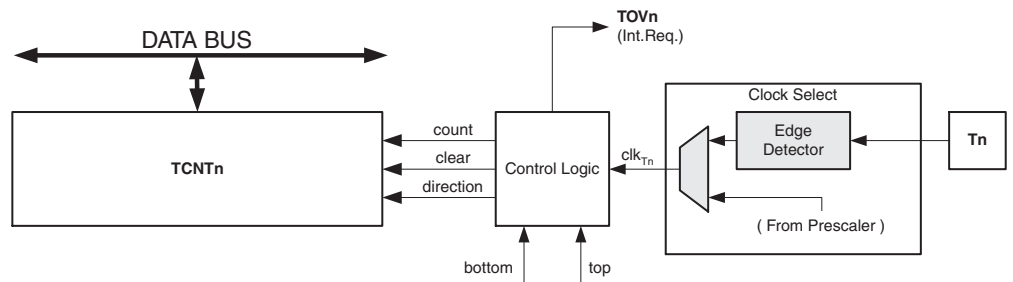 TOVn
(Int.Req.)
DATA BUS
Clock Select
Edge
Detector
Tn
TCNTn
count
clear
direction
Control Logic
clkTn
( From Prescaler )
bottom
top